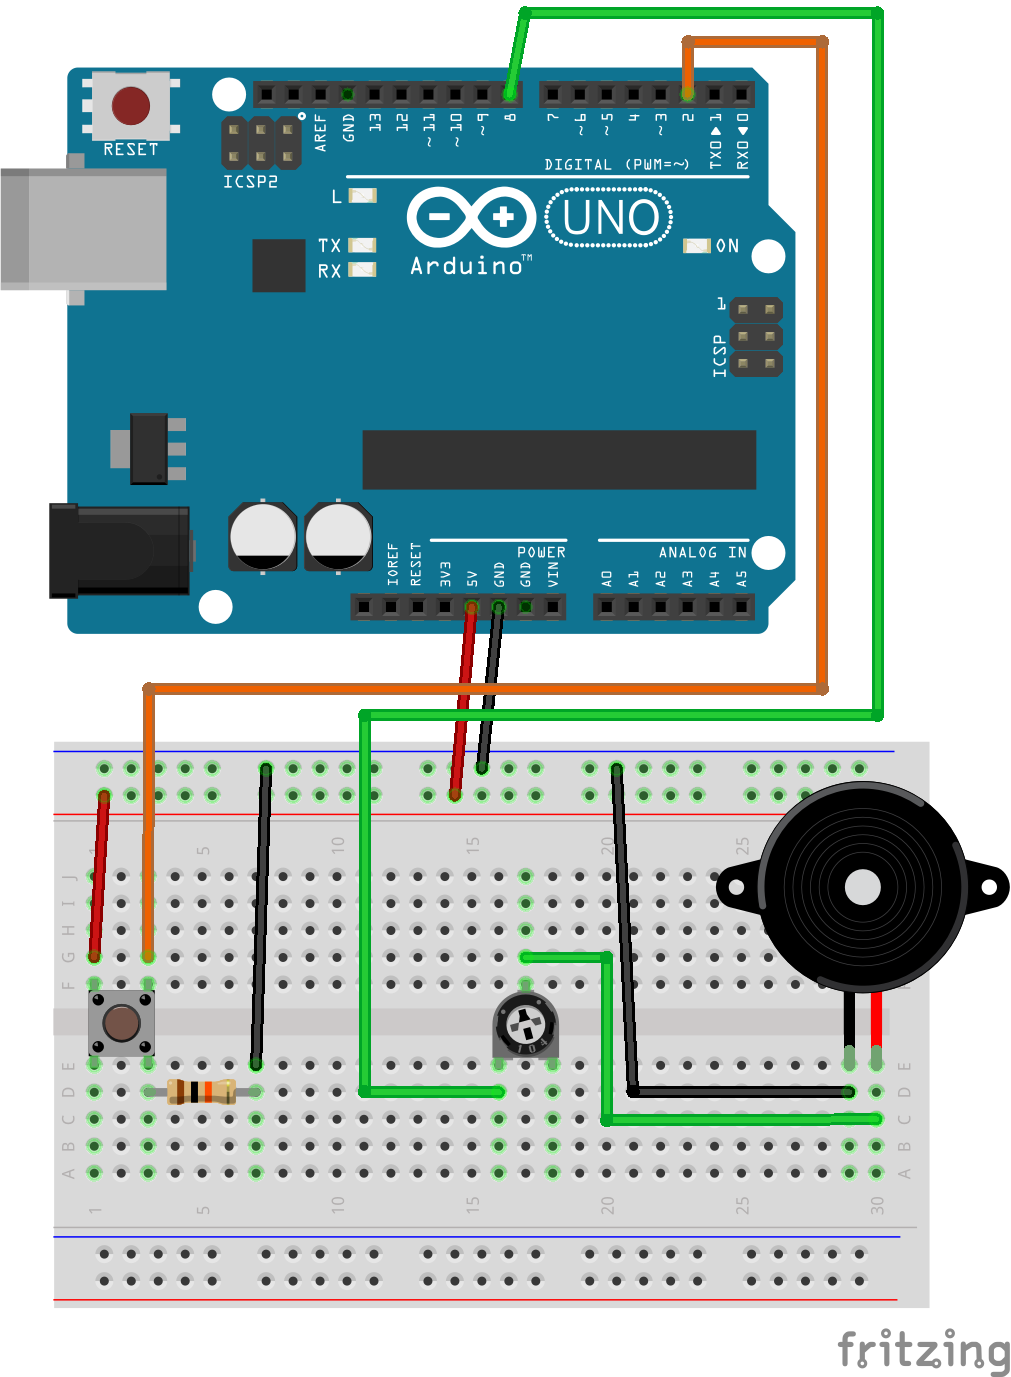 RESET
ICSP2
AREF
GND
13
12
~11
~10
~9
8
7
~6
~5
4
~3
2
TX0▶1
RX0◀0
DIGITAL (PWM=~)
L
TX
RX
UNO
Arduino™
ON
1
ICSP
POWER
ANALOG IN
IOREF
RESET
3V3
5V
GND
GND
VIN
A0
A1
A2
A3
A4
A5
1
5
10
15
20
25
J
I
H
G
F
104
E
D
C
B
A
E
D
C
B
A
1
5
10
15
20
25
30
fritzing